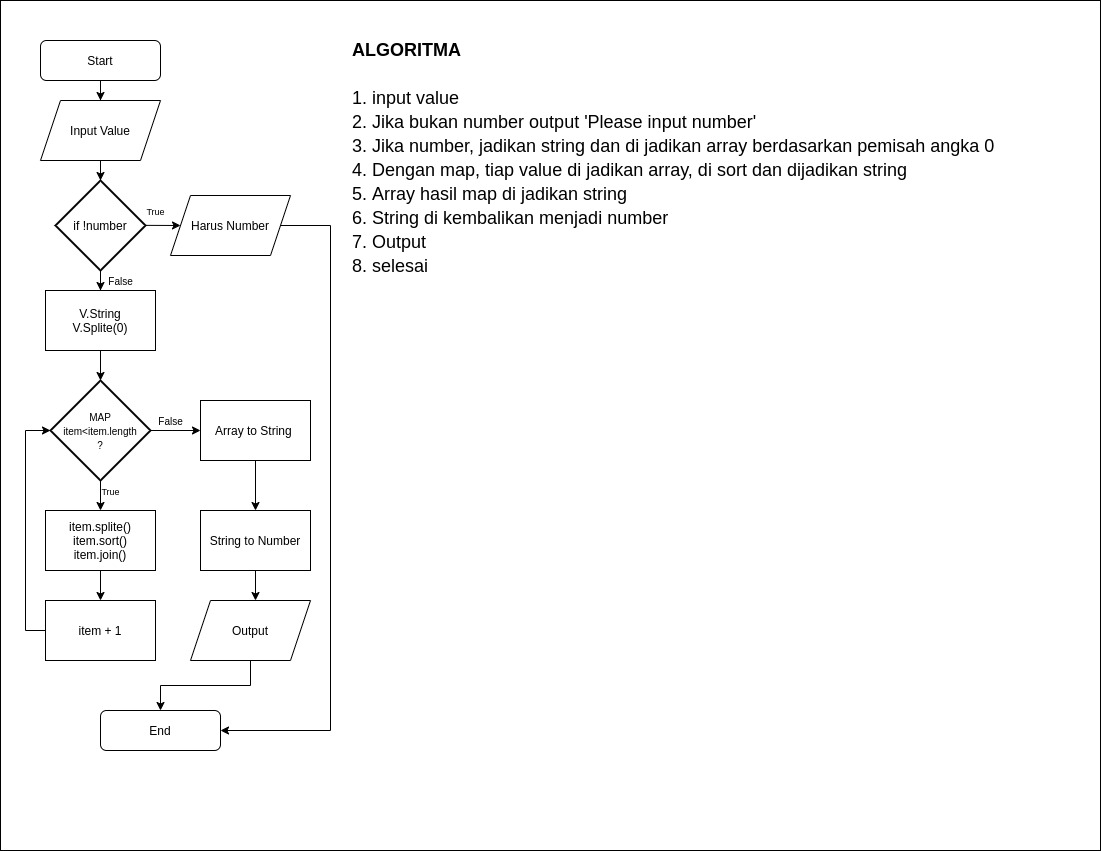 Start
Input Value
if !number
True
Harus Number
False
V.String
V.Splite(0)
MAP
item<item.length
?
False
Array to String
True
item.splite()
item.sort()
item.join()
String to Number
item + 1
Output
End
ALGORITMA
1. input value
2. Jika bukan number output 'Please input number'
3. Jika number, jadikan string dan di jadikan array berdasarkan pemisah angka 0
4. Dengan map, tiap value di jadikan array, di sort dan dijadikan string
5. Array hasil map di jadikan string
6. String di kembalikan menjadi number
7. Output
8. selesai